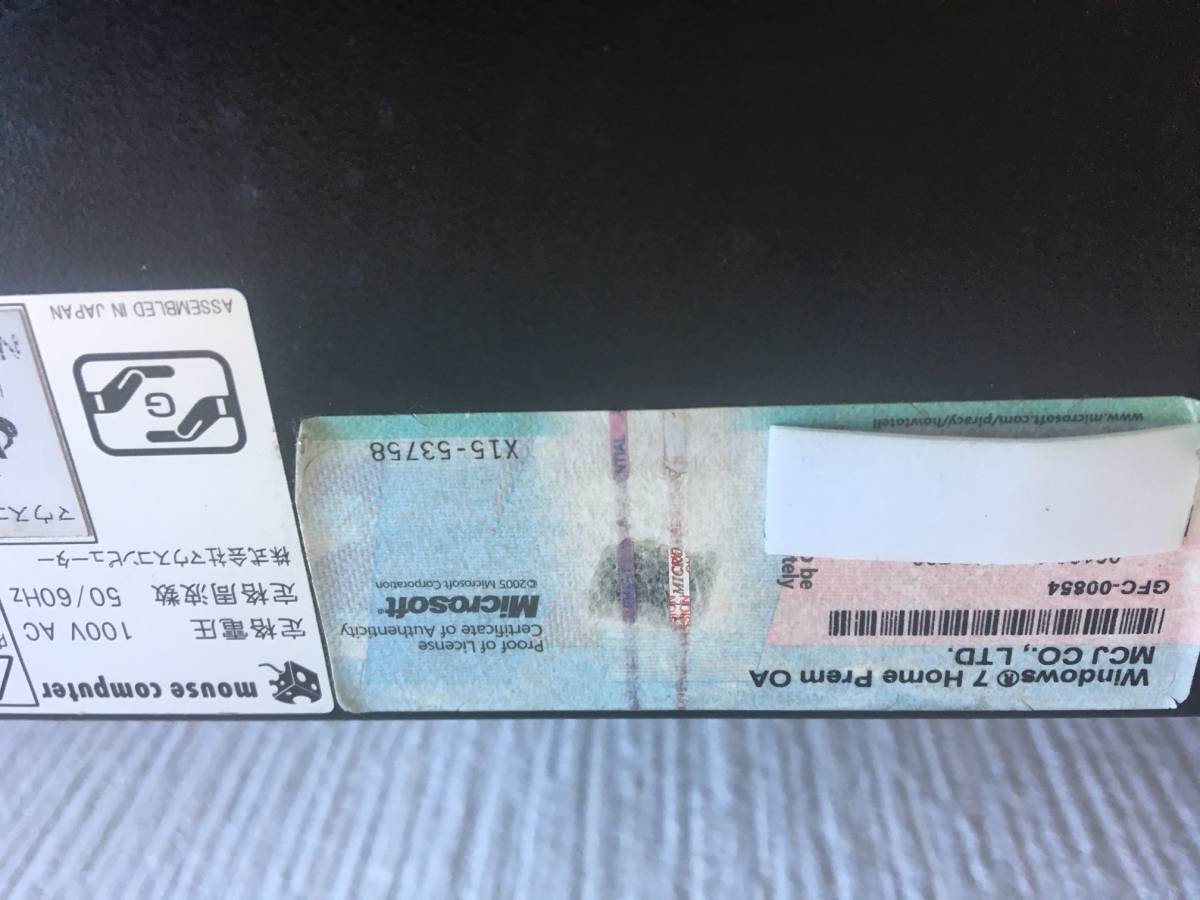 mouse computer
定格電圧 100V AC
定格周波数 50/60Hz
株式会社マウスコンピューター
G
ASSEMBLED IN JAPAN
Windows® 7 Home Prem OA
MCJ CO., LTD.
GFC-00854
www.microsoft.com/piracy/howtotell
Proof of License
Certificate of Authenticity
Microsoft®
©2005 Microsoft Corporation
X15-53758